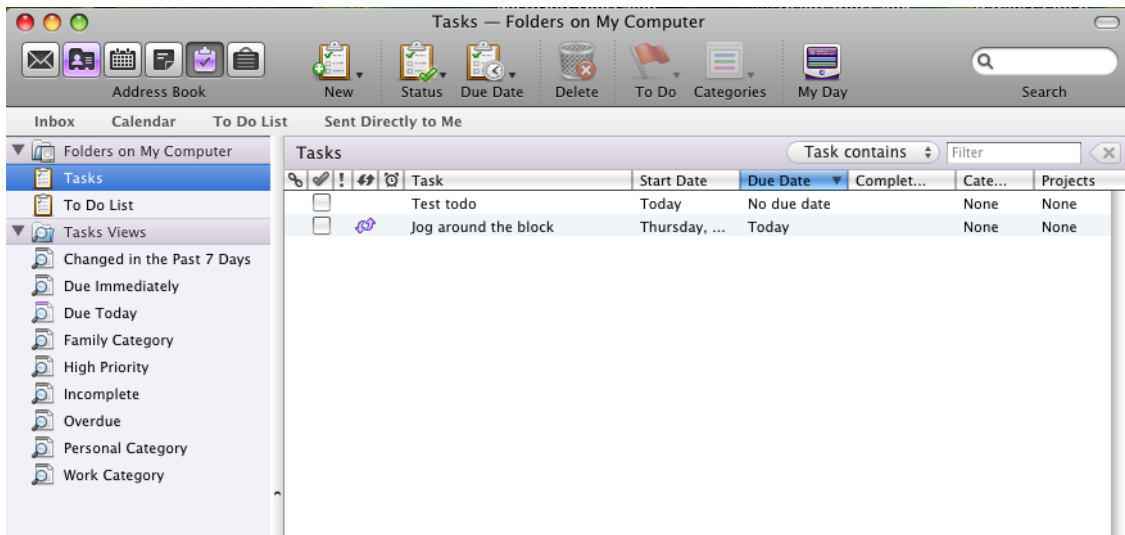 Tasks — Folders on My Computer
Address Book New Status Due Date Delete To Do Categories My Day Search
Inbox Calendar To Do List Sent Directly to Me
Folders on My Computer
Tasks
To Do List
Tasks Views
Changed in the Past 7 Days
Due Immediately
Due Today
Family Category
High Priority
Incomplete
Overdue
Personal Category
Work Category
Tasks Task contains Filter
! Task Start Date Due Date Complet... Cate... Projects
Test todo Today No due date None None
Jog around the block Thursday, ... Today None None